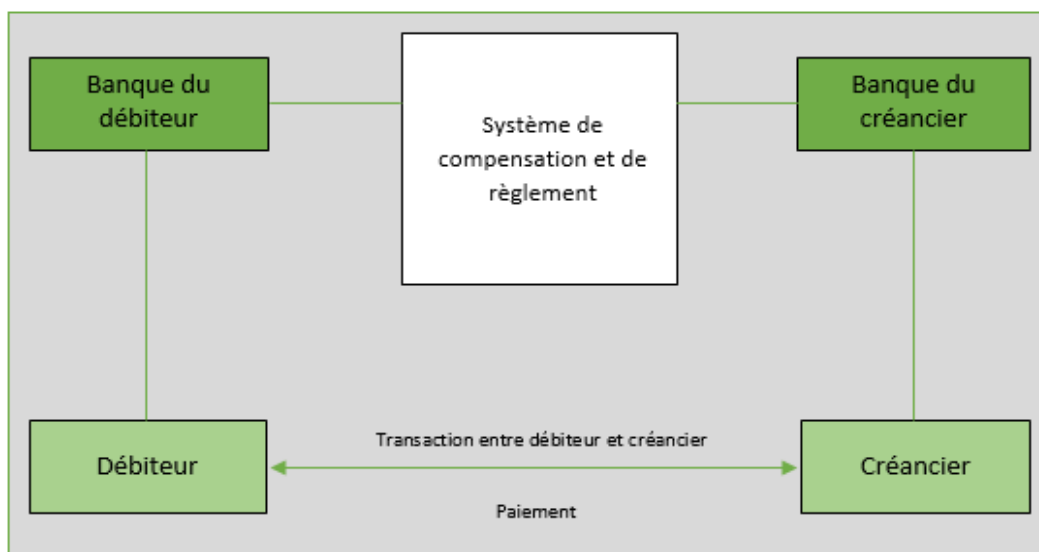 Banque du
débiteur
Système de
compensation et de
règlement
Banque du
créancier
Débiteur
Transaction entre débiteur et créancier
Paiement
Créancier